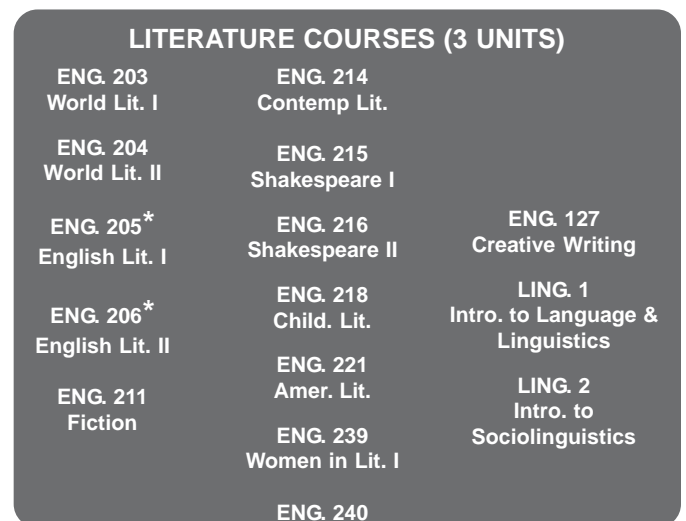 LITERATURE COURSES (3 UNITS)
ENG. 203
World Lit. I
ENG. 204
World Lit. II
ENG. 205*
English Lit. I
ENG. 206*
English Lit. II
ENG. 211
Fiction
ENG. 214
Contemp Lit.
ENG. 215
Shakespeare I
ENG. 216
Shakespeare II
ENG. 218
Child. Lit.
ENG. 221
Amer. Lit.
ENG. 239
Women in Lit. I
ENG. 240
ENG. 127
Creative Writing
LING. 1
Intro. to Language &
Linguistics
LING. 2
Intro. to
Sociolinguistics